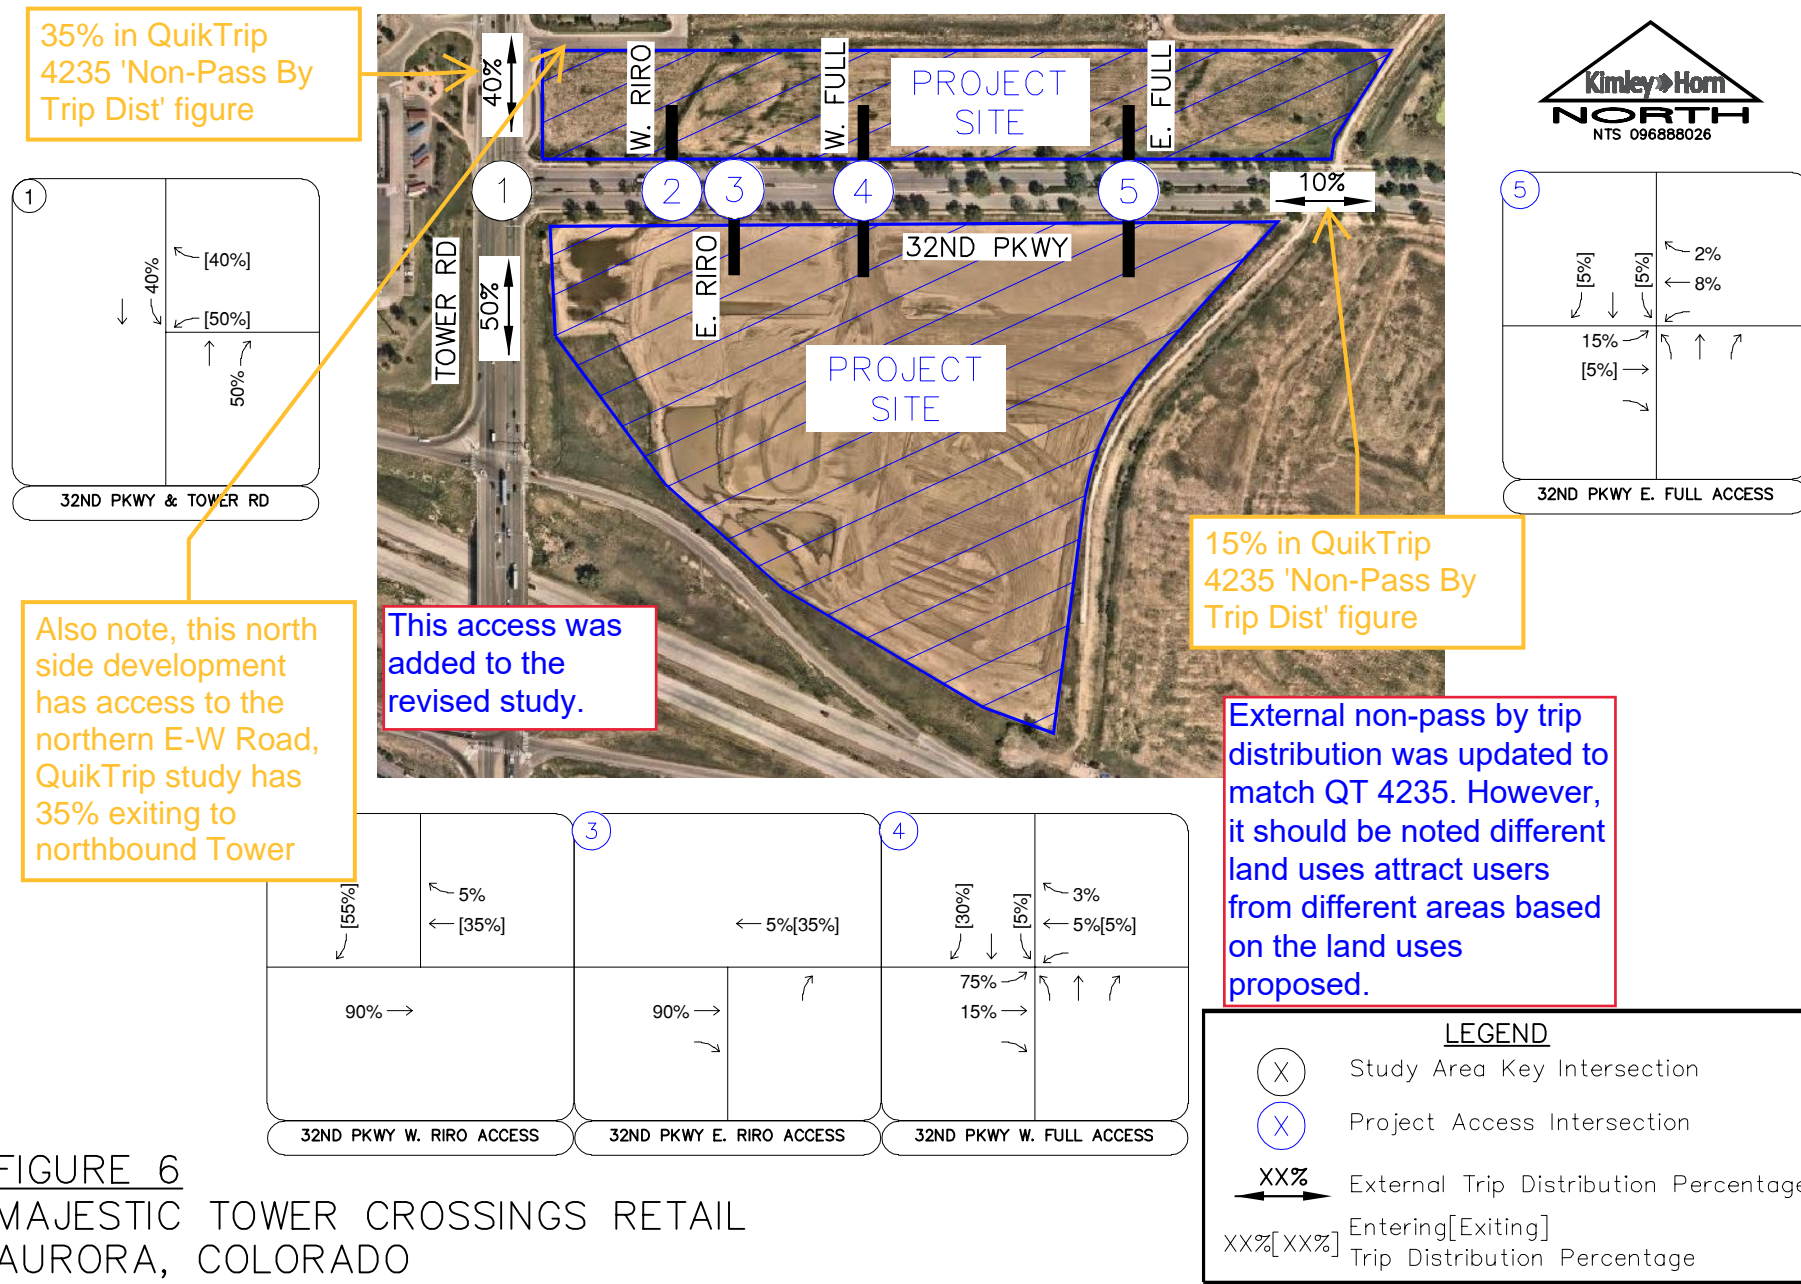 35% in QuikTrip
4235 'Non-Pass By
Trip Dist' figure
40%
W. RIRO
W. FULL
PROJECT
SITE
E. FULL
Kimley»Horn
NORTH
NTS 096888026
1
2
3
4
5
10%
TOWER RD
50%
E. RIRO
32ND PKWY
PROJECT
SITE
1
40%
[40%]
[50%]
50%
32ND PKWY & TOWER RD
5
[5%]
[5%]
2%
8%
15%
[5%]
32ND PKWY E. FULL ACCESS
15% in QuikTrip
4235 'Non-Pass By
Trip Dist' figure
Also note, this north
side development
has access to the
northern E-W Road,
QuikTrip study has
35% exiting to
northbound Tower
This access was
added to the
revised study.
External non-pass by trip
distribution was updated to
match QT 4235. However,
it should be noted different
land uses attract users
from different areas based
on the land uses
proposed.
[55%]
5%
[35%]
90%
32ND PKWY W. RIRO ACCESS
3
5%[35%]
90%
32ND PKWY E. RIRO ACCESS
4
[30%]
[5%]
3%
5%[5%]
75%
15%
32ND PKWY W. FULL ACCESS
LEGEND
X Study Area Key Intersection
X Project Access Intersection
XX% External Trip Distribution Percentage
XX%[XX%] Entering[Exiting]
Trip Distribution Percentage
FIGURE 6
MAJESTIC TOWER CROSSINGS RETAIL
AURORA, COLORADO